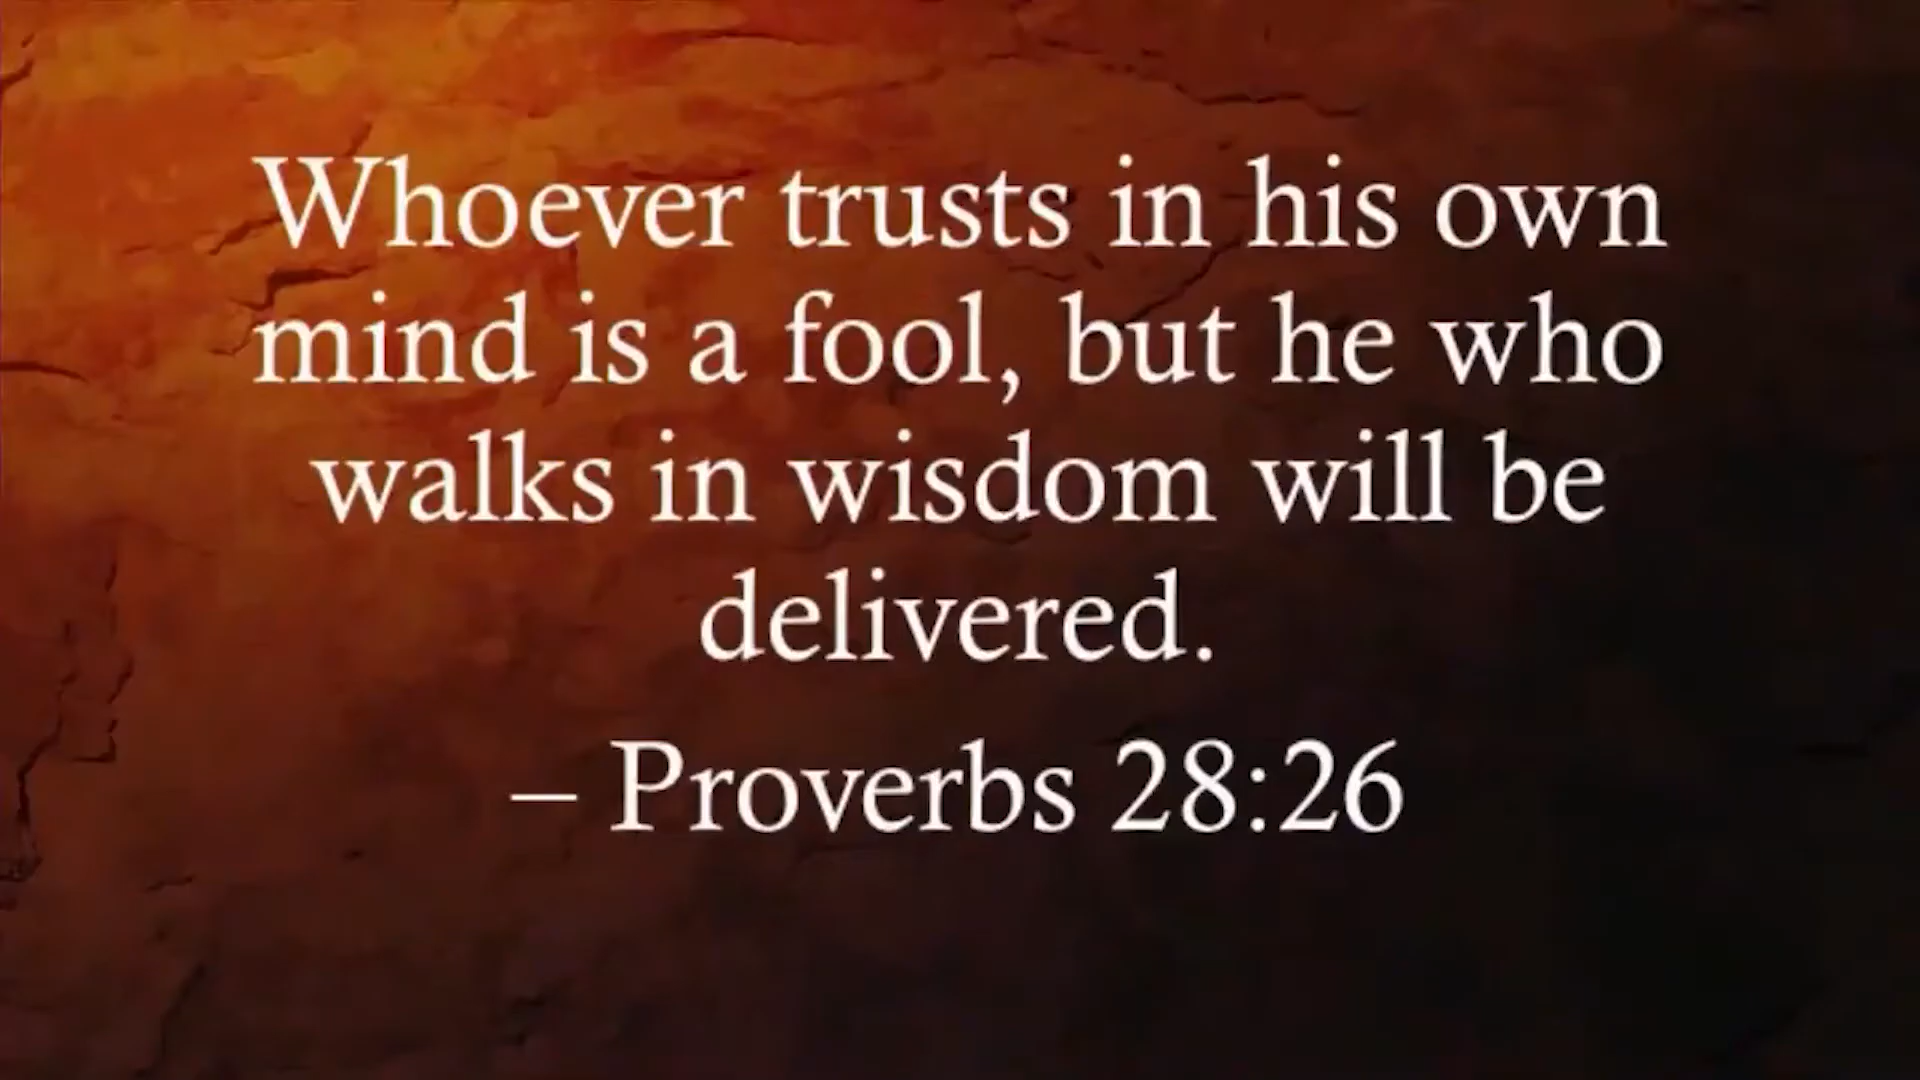 Whoever trusts in his own
mind is a fool, but he who
walks in wisdom will be
delivered.
– Proverbs 28:26